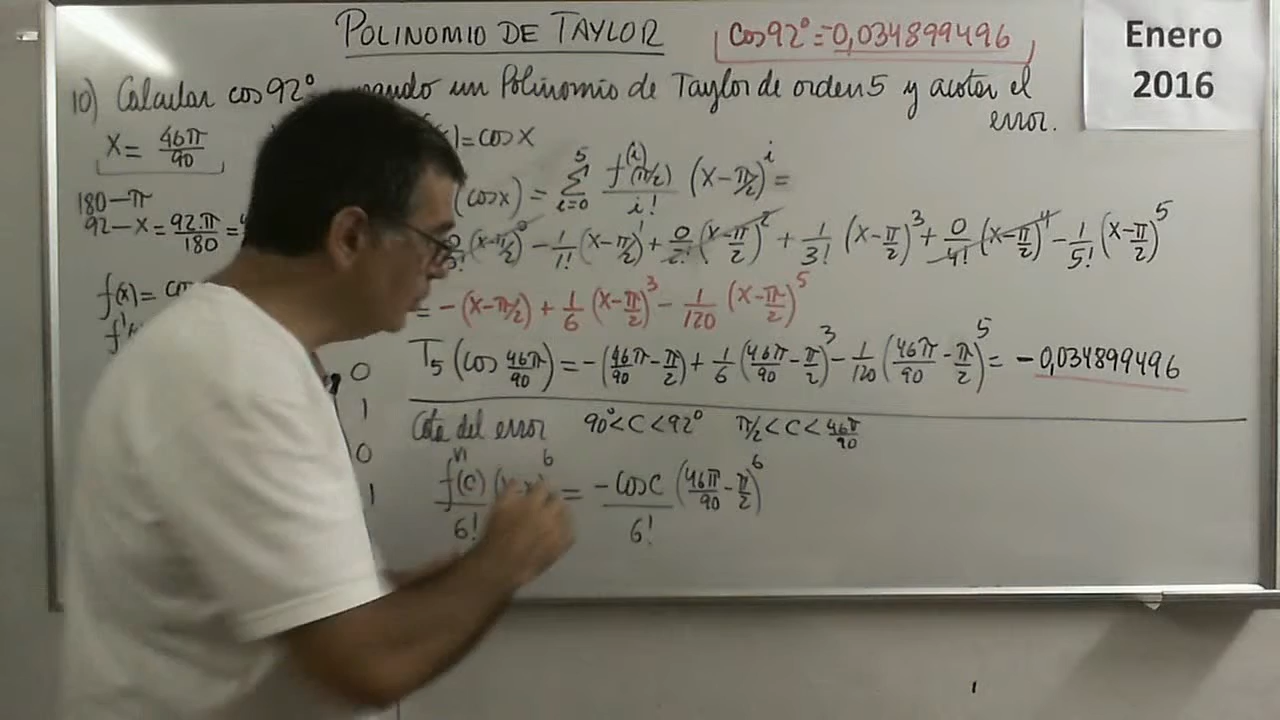 POLINOMIO DE TAYLOR
cos 92° = -0,034899496
Enero
2016
10) Calcular cos 92° usando un Polinomio de Taylor de orden 5 y acotar el
error.
x = 46π/90
f(x) = cos x
180 — π
92 — x = 92.π/180 =
(cos x) = Σ_{i=0}^{5} f^{(i)}(π/2)/i! (x-π/2)^i =
(x-π/2)^0 - 1/1! (x-π/2)^1 + 0/2! (x-π/2)^2 + 1/3! (x-π/2)^3 + 0/4! (x-π/2)^4 - 1/5! (x-π/2)^5
f(x) =
= -(x-π/2) + 1/6 (x-π/2)^3 - 1/120 (x-π/2)^5
T_5 (cos 46π/90) = -(46π/90 - π/2) + 1/6 (46π/90 - π/2)^3 - 1/120 (46π/90 - π/2)^5 = -0,034899496
0
1
0
1
Cota del error 90° < C < 92° π/2 < C < 46π/90
f^{VI}(C)/6! = -cos C/6! (46π/90 - π/2)^6